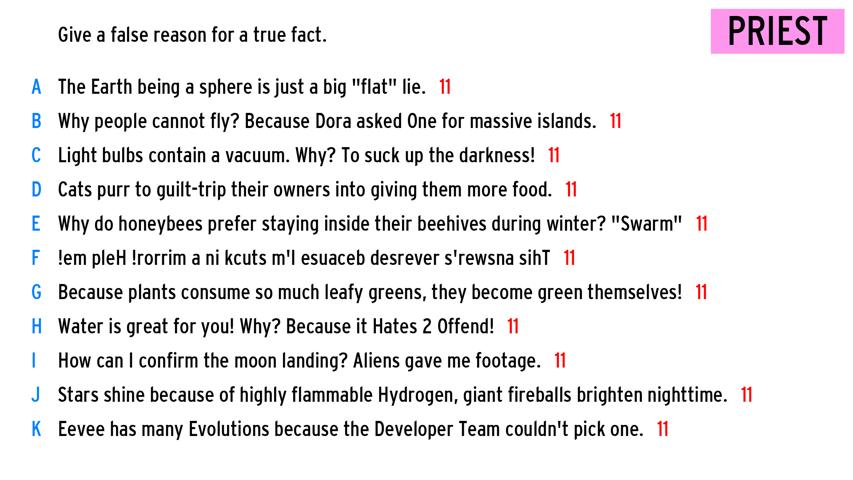 Give a false reason for a true fact.
PRIEST
A The Earth being a sphere is just a big "flat" lie. 11
B Why people cannot fly? Because Dora asked One for massive islands. 11
C Light bulbs contain a vacuum. Why? To suck up the darkness! 11
D Cats purr to guilt-trip their owners into giving them more food. 11
E Why do honeybees prefer staying inside their beehives during winter? "Swarm" 11
F !em pleH !rorrim a ni kcuts m'I esuaceb desrever s'rewsna sihT 11
G Because plants consume so much leafy greens, they become green themselves! 11
H Water is great for you! Why? Because it Hates 2 Offend! 11
I How can I confirm the moon landing? Aliens gave me footage. 11
J Stars shine because of highly flammable Hydrogen, giant fireballs brighten nighttime. 11
K Eevee has many Evolutions because the Developer Team couldn't pick one. 11